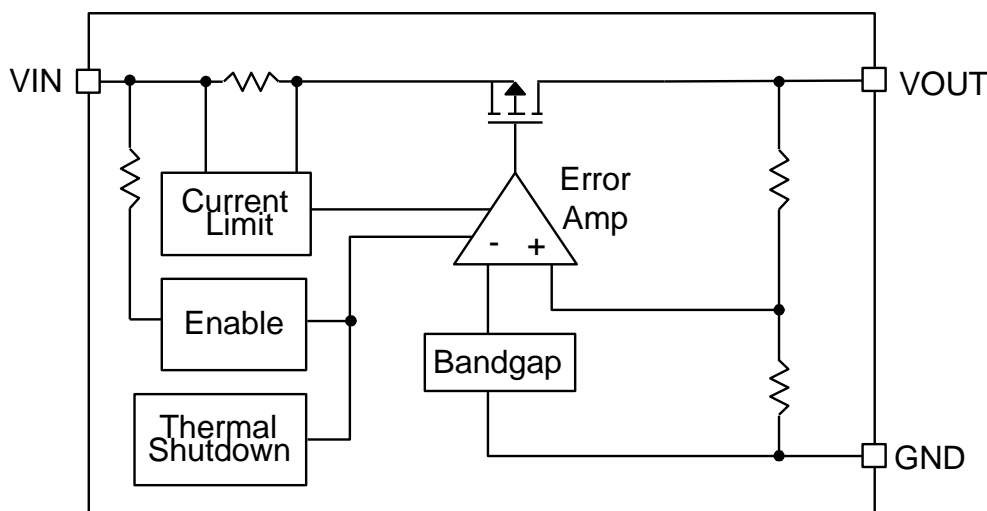 VIN
VOUT
Error
Amp
Current
Limit
- +
Enable
Bandgap
Thermal
Shutdown
GND